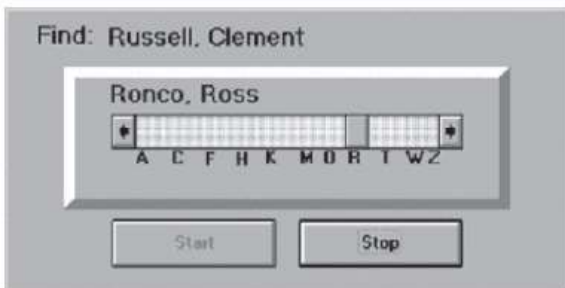 Find: Russell, Clement
Ronco, Ross
A C F H K M O R T W Z
Start Stop